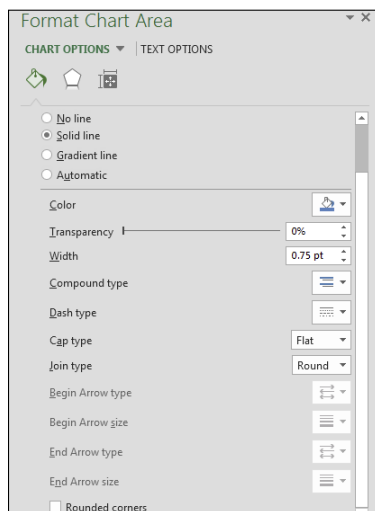 Format Chart Area
CHART OPTIONS TEXT OPTIONS
No line
Solid line
Gradient line
Automatic
Color
Transparency 0%
Width 0.75 pt
Compound type
Dash type
Cap type Flat
Join type Round
Begin Arrow type
Begin Arrow size
End Arrow type
End Arrow size
Rounded corners